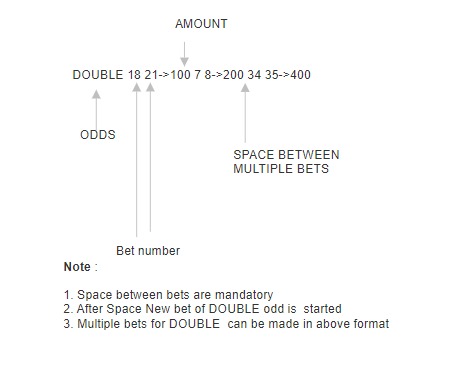 AMOUNT
DOUBLE 18 21->100 7 8->200 34 35->400
ODDS
SPACE BETWEEN
MULTIPLE BETS
Bet number
Note :
1. Space between bets are mandatory
2. After Space New bet of DOUBLE odd is started
3. Multiple bets for DOUBLE can be made in above format